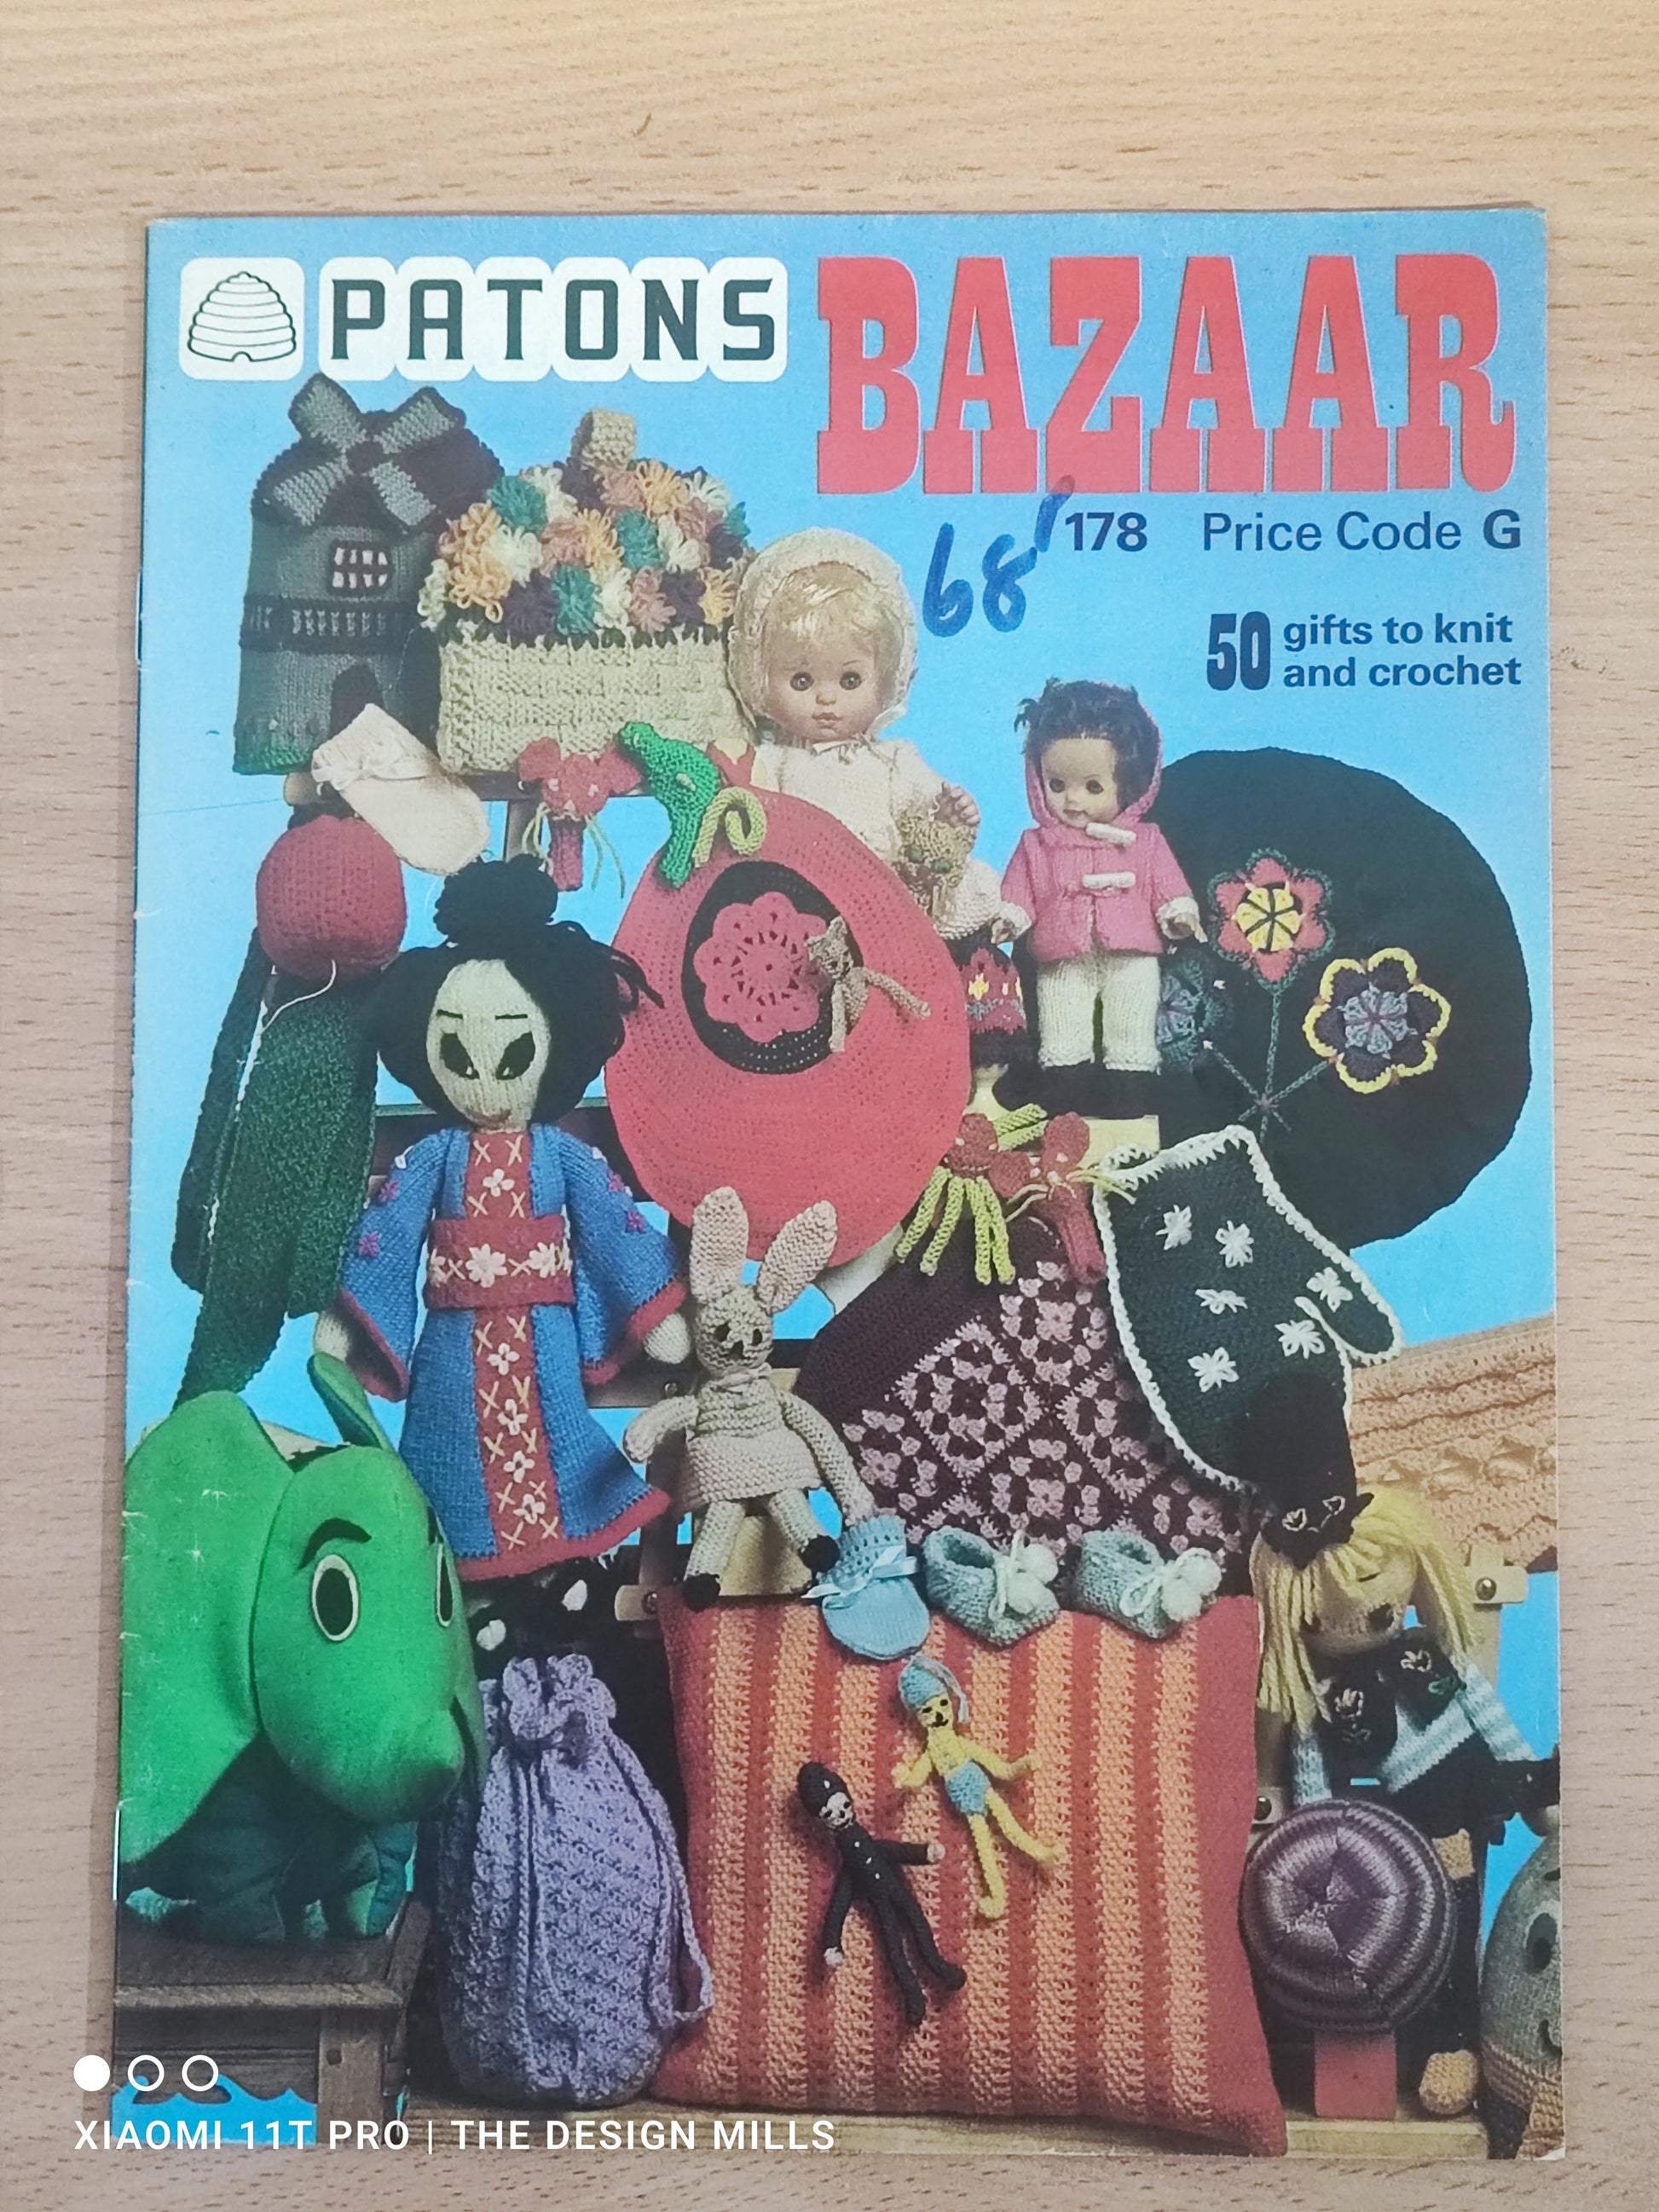 PATONS
BAZAAR
68'
178 Price Code G
50 gifts to knit
and crochet
XIAOMI 11T PRO | THE DESIGN MILLS